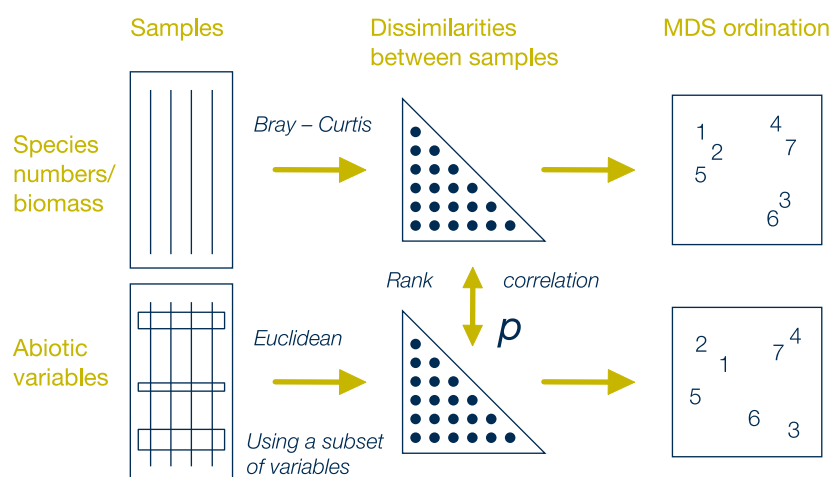 Samples
Dissimilarities
between samples
MDS ordination
Species
numbers/
biomass
Bray – Curtis
1
4
2
7
5
3
6
Rank
correlation
p
Abiotic
variables
Euclidean
Using a subset
of variables
2
4
1
7
5
6
3